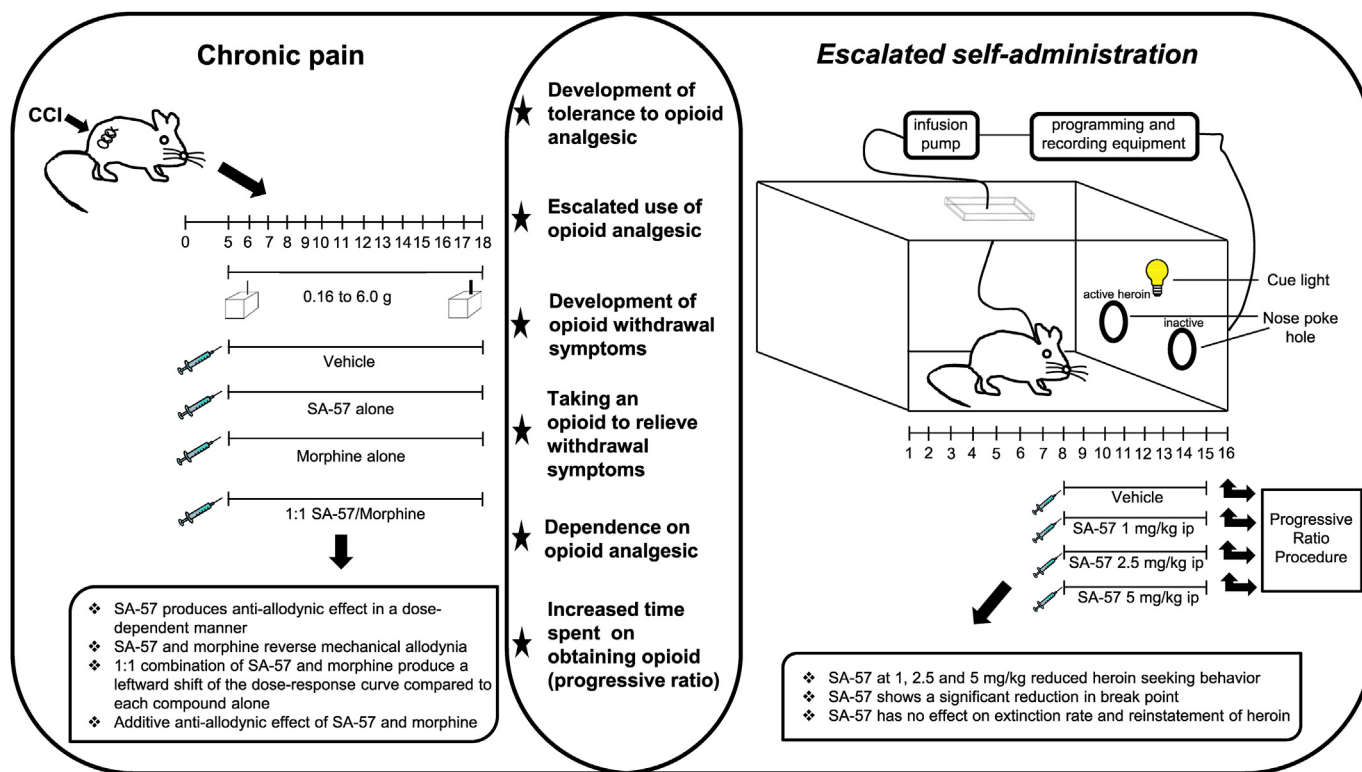 Chronic pain
CCI
0 5 6 7 8 9 10 11 12 13 14 15 16 17 18
0.16 to 6.0 g
Vehicle
SA-57 alone
Morphine alone
1:1 SA-57/Morphine
❖ SA-57 produces anti-allodynic effect in a dose-
dependent manner
❖ SA-57 and morphine reverse mechanical allodynia
❖ 1:1 combination of SA-57 and morphine produce a
leftward shift of the dose-response curve compared to
each compound alone
❖ Additive anti-allodynic effect of SA-57 and morphine
★ Development of
tolerance to opioid
analgesic
★ Escalated use of
opioid analgesic
★ Development of
opioid withdrawal
symptoms
★ Taking an
opioid to relieve
withdrawal
symptoms
★ Dependence on
opioid analgesic
★ Increased time
spent on
obtaining opioid
(progressive ratio)
Escalated self-administration
infusion
pump
programming and
recording equipment
Cue light
active heroin
inactive
Nose poke
hole
1 2 3 4 5 6 7 8 9 10 11 12 13 14 15 16
Vehicle
SA-57 1 mg/kg ip
SA-57 2.5 mg/kg ip
SA-57 5 mg/kg ip
Progressive
Ratio
Procedure
❖ SA-57 at 1, 2.5 and 5 mg/kg reduced heroin seeking behavior
❖ SA-57 shows a significant reduction in break point
❖ SA-57 has no effect on extinction rate and reinstatement of heroin